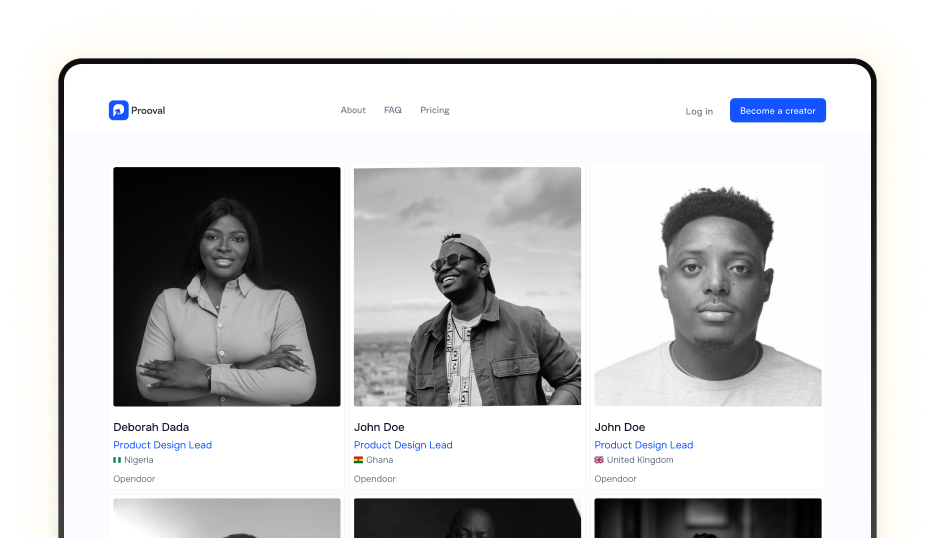 Prooval
About FAQ Pricing
Log in
Become a creator
Deborah Dada
Product Design Lead
Nigeria
Opendoor
John Doe
Product Design Lead
Ghana
Opendoor
John Doe
Product Design Lead
United Kingdom
Opendoor